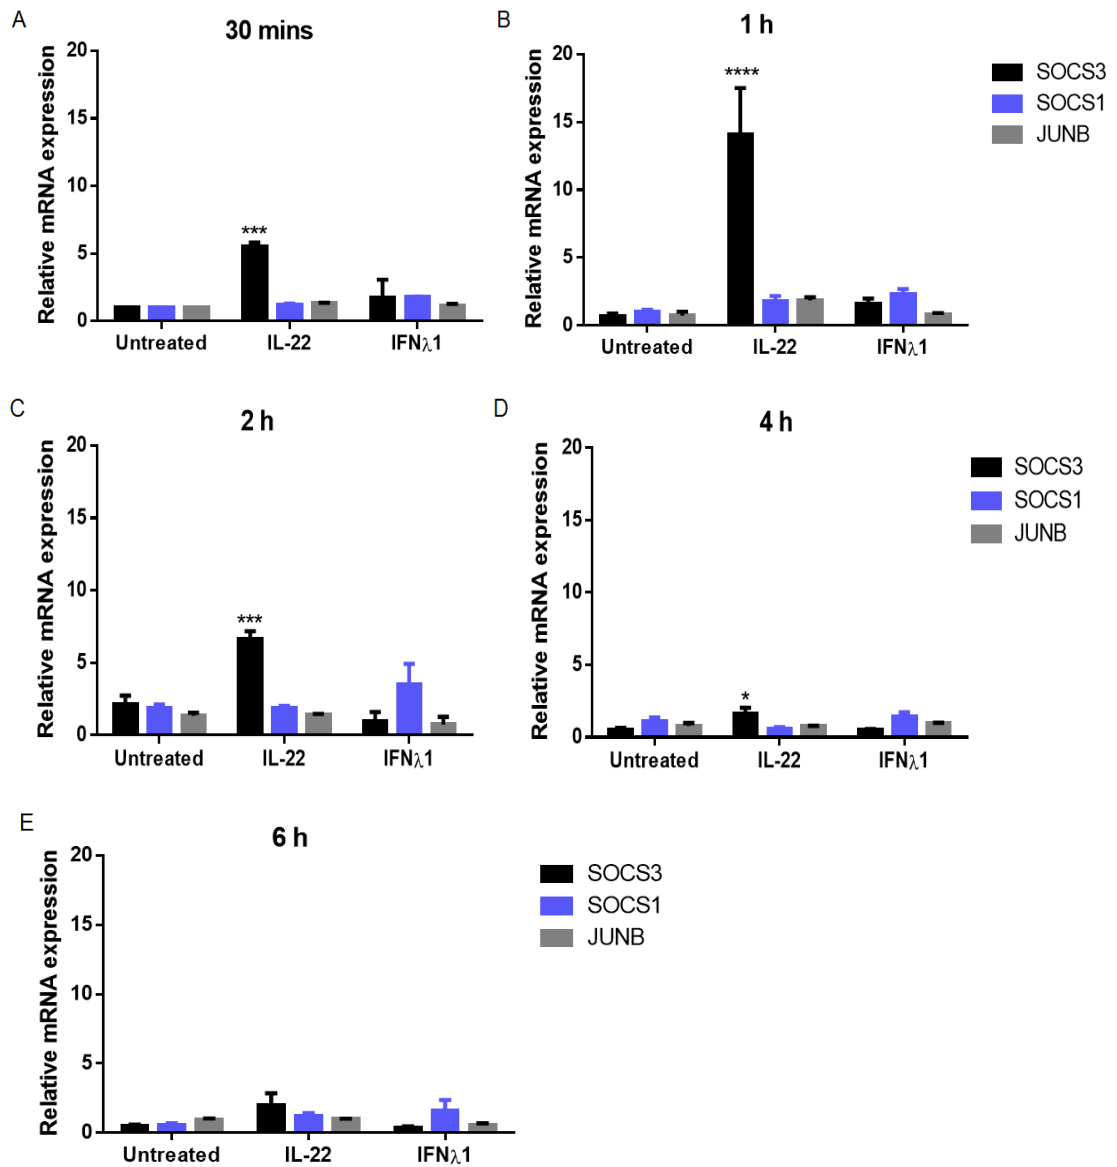 A
30 mins
Relative mRNA expression
20
15
10
5
0
***
Untreated IL-22 IFNλ1
B
1 h
Relative mRNA expression
20
15
10
5
0
****
Untreated IL-22 IFNλ1
SOCS3
SOCS1
JUNB
C
2 h
Relative mRNA expression
20
15
10
5
0
***
Untreated IL-22 IFNλ1
D
4 h
Relative mRNA expression
20
15
10
5
0
*
Untreated IL-22 IFNλ1
SOCS3
SOCS1
JUNB
E
6 h
Relative mRNA expression
20
15
10
5
0
Untreated IL-22 IFNλ1
SOCS3
SOCS1
JUNB